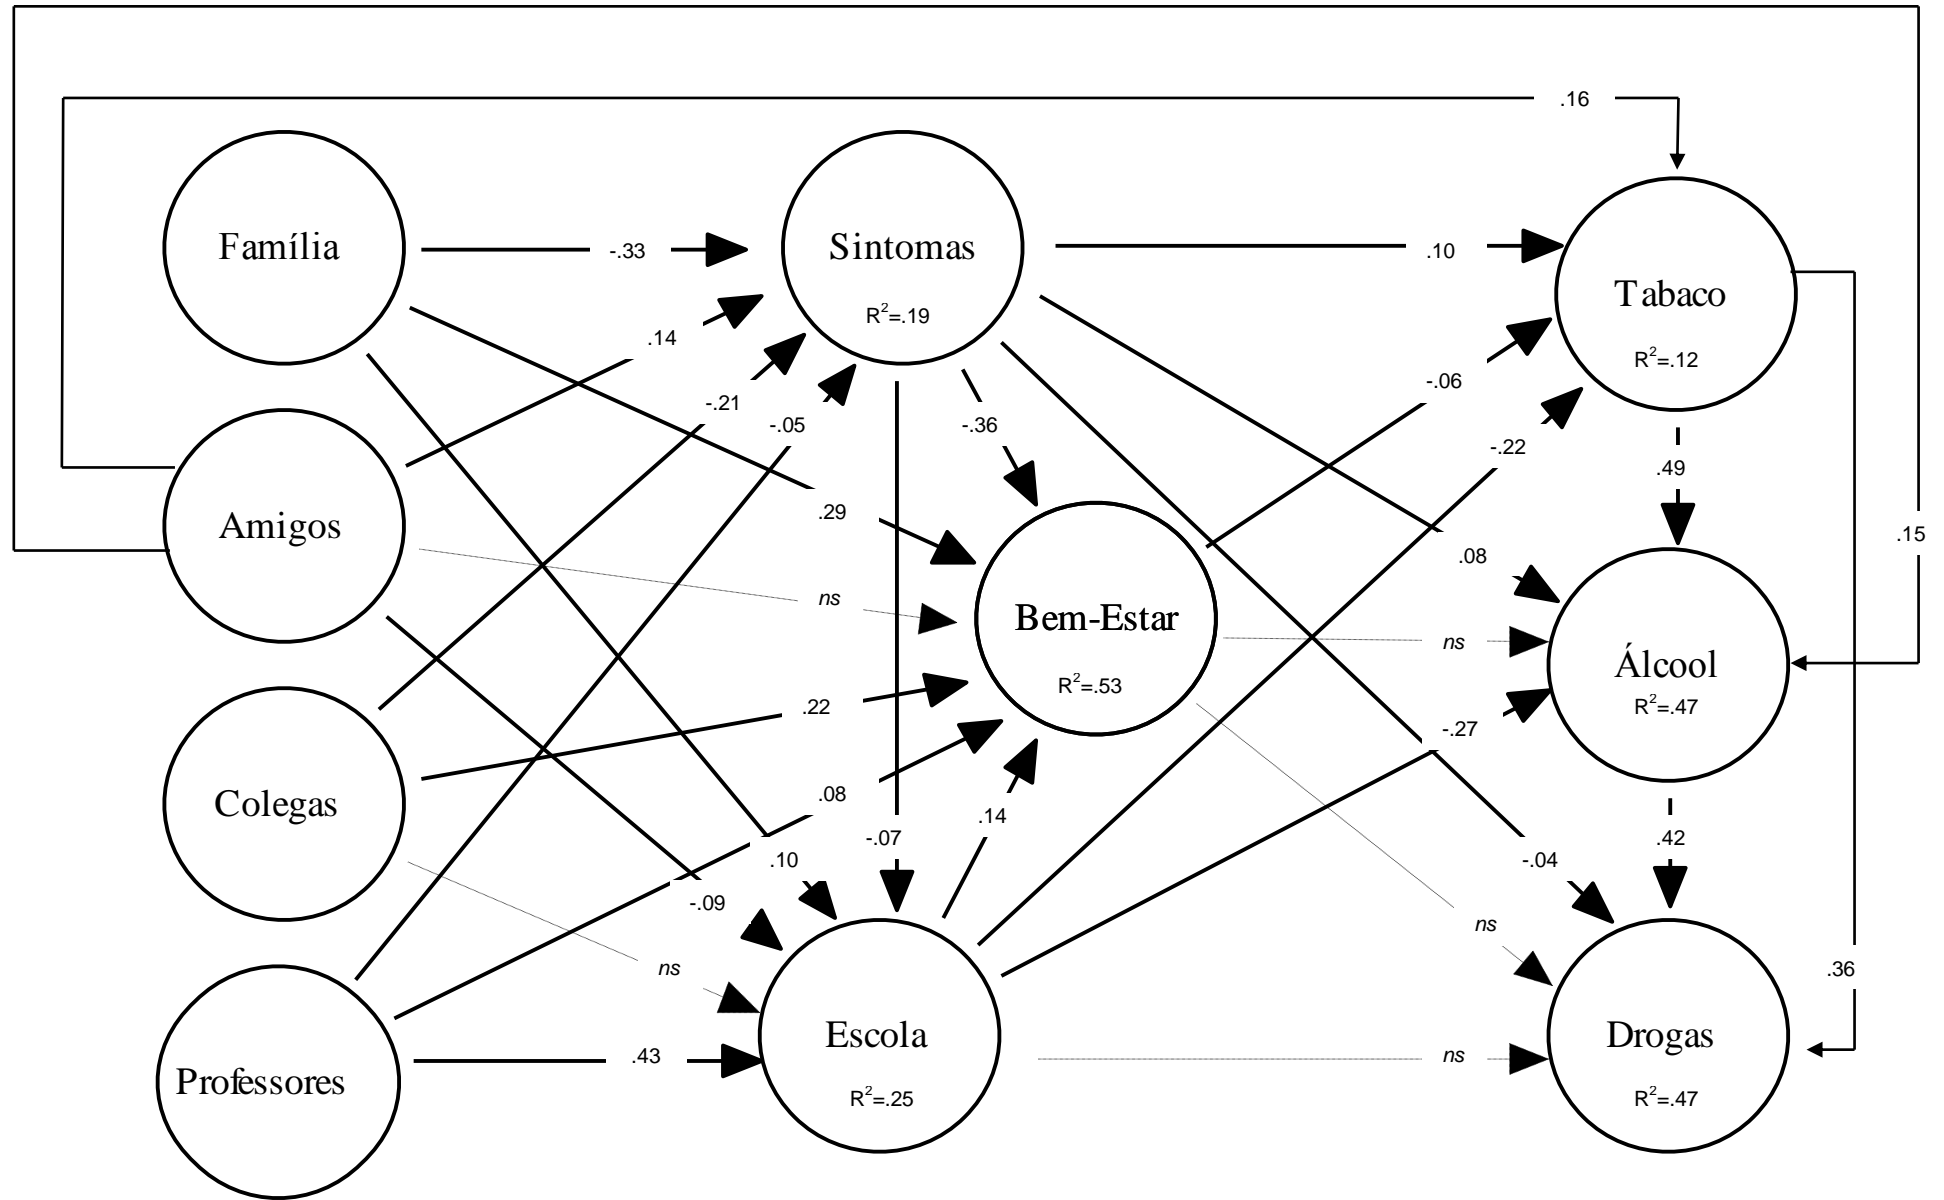 .16
Família
-.33
Sintomas
R²=.19
.10
Tabaco
R²=.12
.14
-.21
-.05
-.36
-.06
-.22
.49
.29
.15
Amigos
ns
.08
Bem-Estar
R²=.53
ns
Álcool
R²=.47
.22
-.27
Colegas
.08
.14
-.07
.42
.10
-.04
-.09
ns
ns
.36
Escola
R²=.25
ns
Drogas
R²=.47
.43
Professores